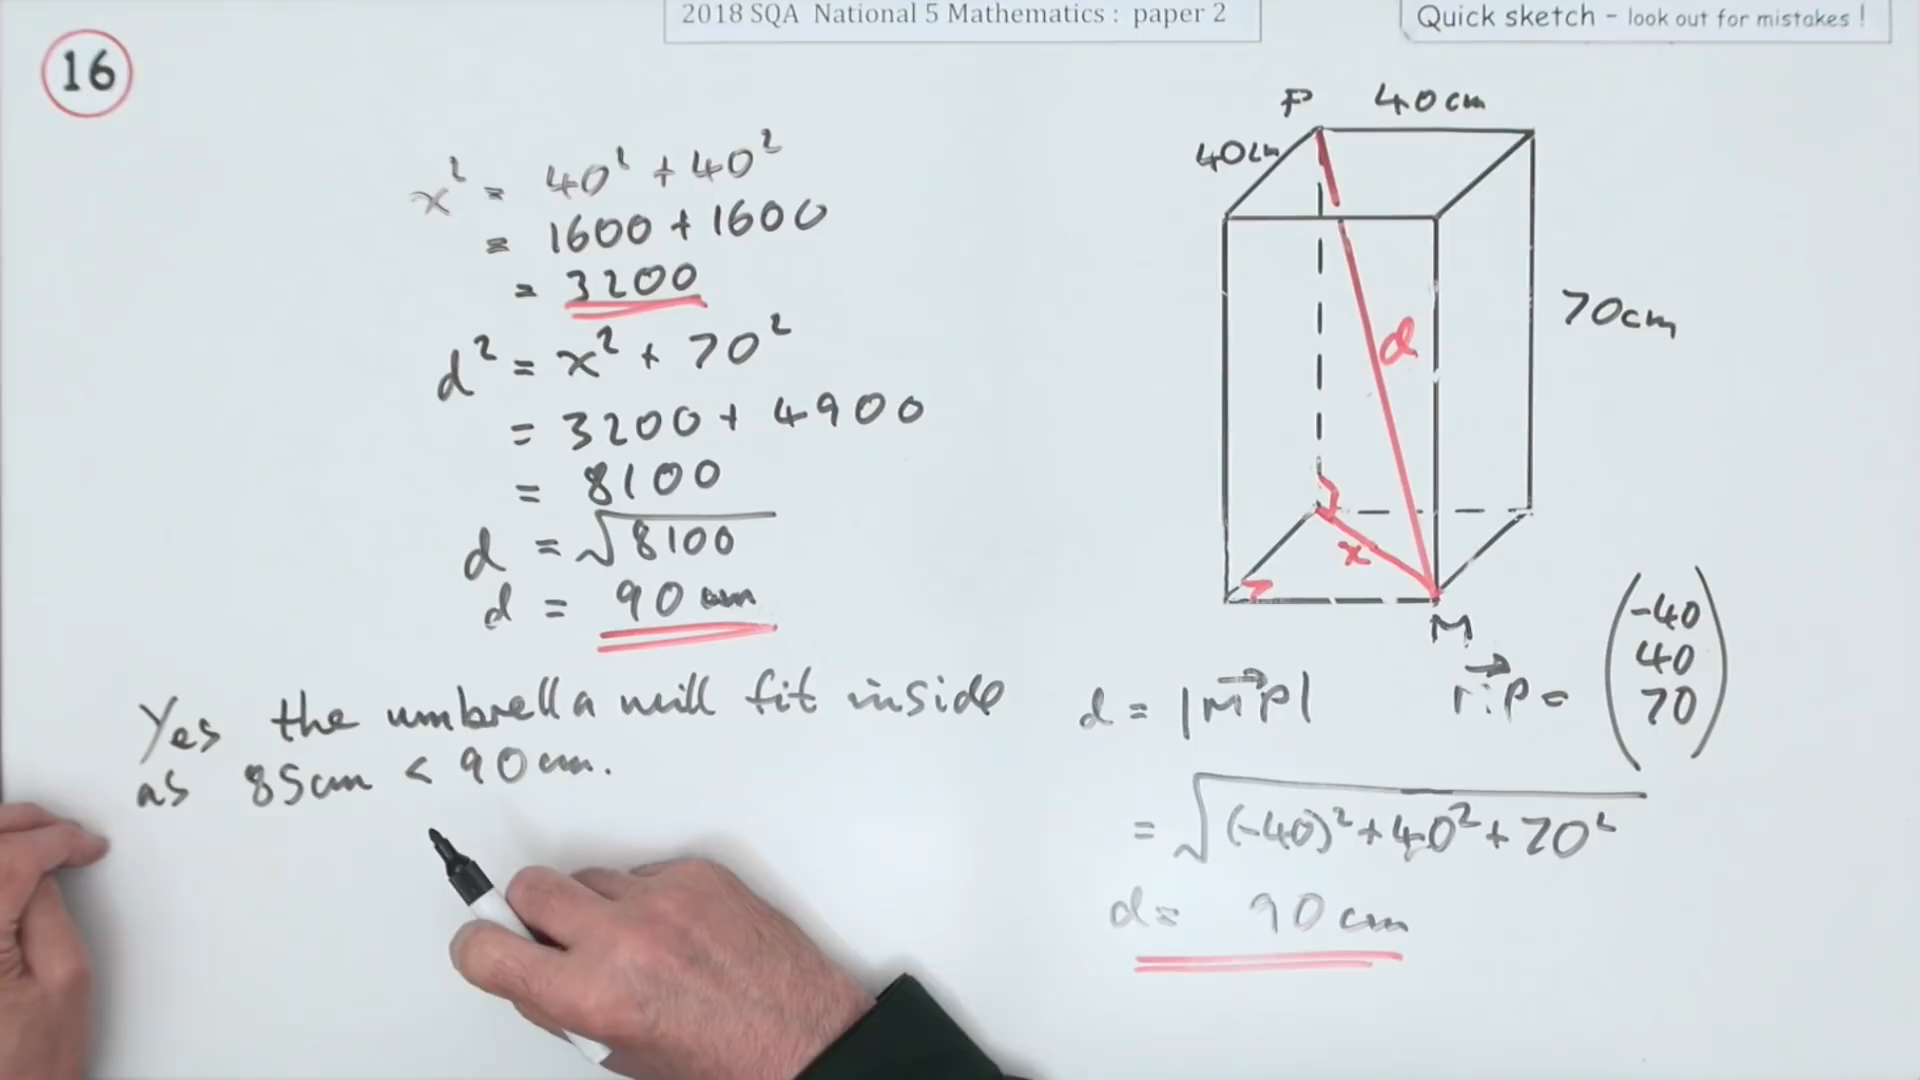 2018 SQA National 5 Mathematics : paper 2
Quick sketch - look out for mistakes !
16
x² = 40² + 40²
= 1600 + 1600
= 3200
d² = x² + 70²
= 3200 + 4900
= 8100
d = √8100
d = 90 cm
Yes the umbrella will fit inside
as 85cm < 90cm.
P 40cm
40cm
70cm
d
x
M
d = |MP|
MP = (-40
40
70)
= √(-40)² + 40² + 70²
d = 90 cm